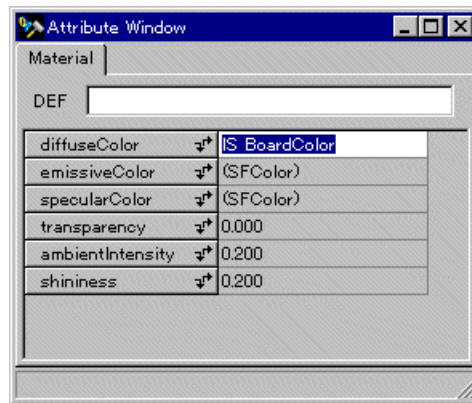 Attribute Window
Material
DEF
diffuseColor IS BoardColor
emissiveColor (SFColor)
specularColor (SFColor)
transparency 0.000
ambientIntensity 0.200
shininess 0.200